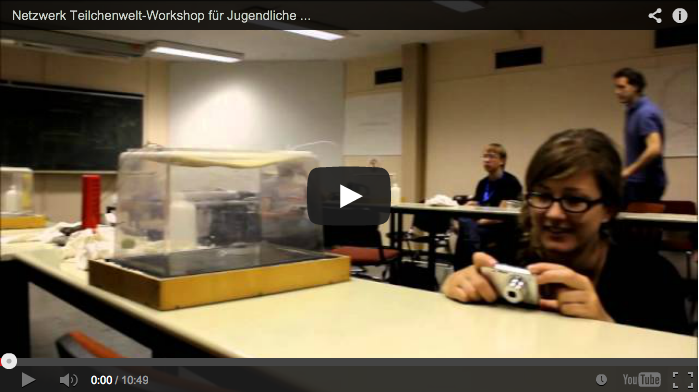 Netzwerk Teilchenwelt-Workshop für Jugendliche ...
0:00 / 10:49
YouTube